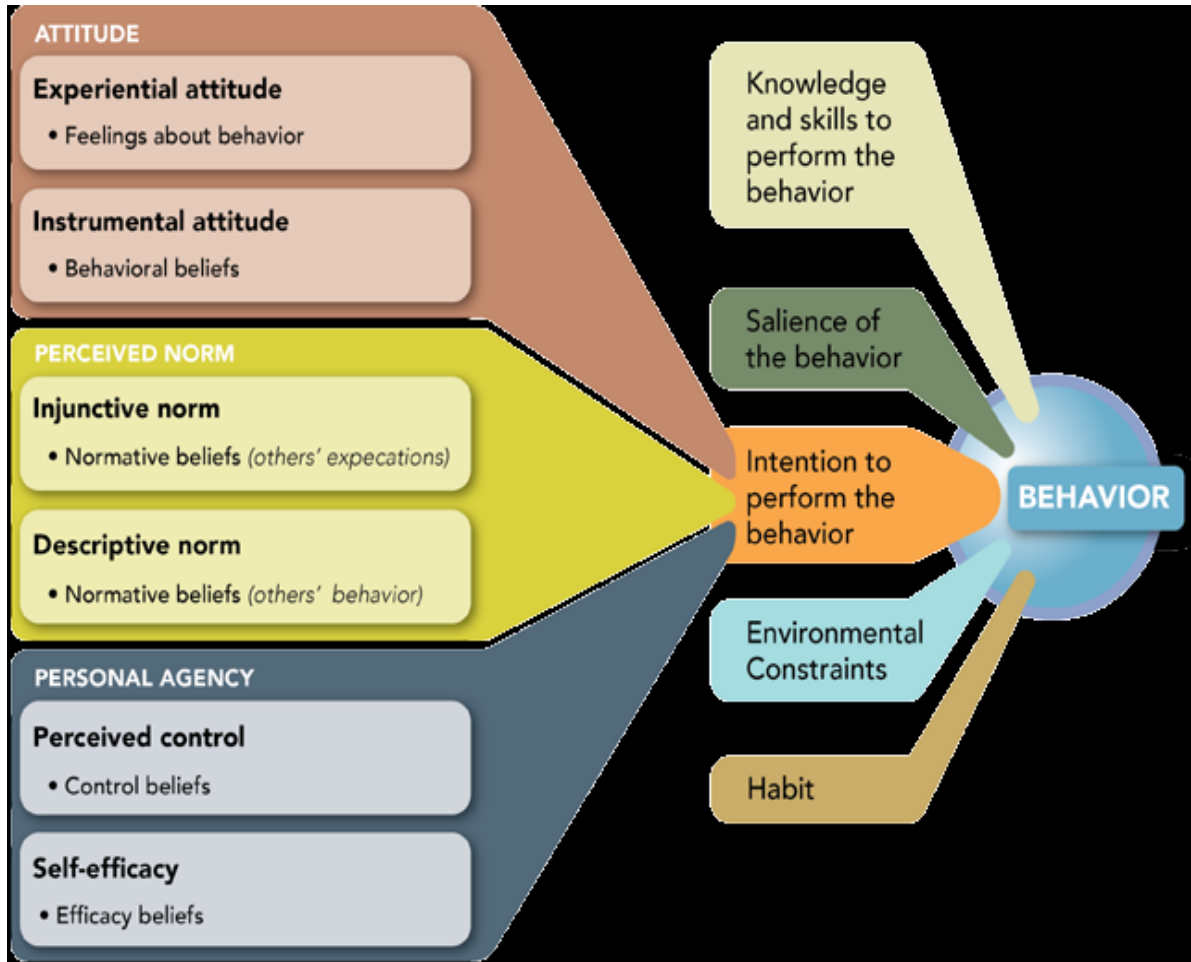 ATTITUDE
Experiential attitude
• Feelings about behavior
Instrumental attitude
• Behavioral beliefs
PERCEIVED NORM
Injunctive norm
• Normative beliefs (others' expecations)
Descriptive norm
• Normative beliefs (others' behavior)
PERSONAL AGENCY
Perceived control
• Control beliefs
Self-efficacy
• Efficacy beliefs
Knowledge
and skills to
perform the
behavior
Salience of
the behavior
Intention to
perform the
behavior
Environmental
Constraints
Habit
BEHAVIOR